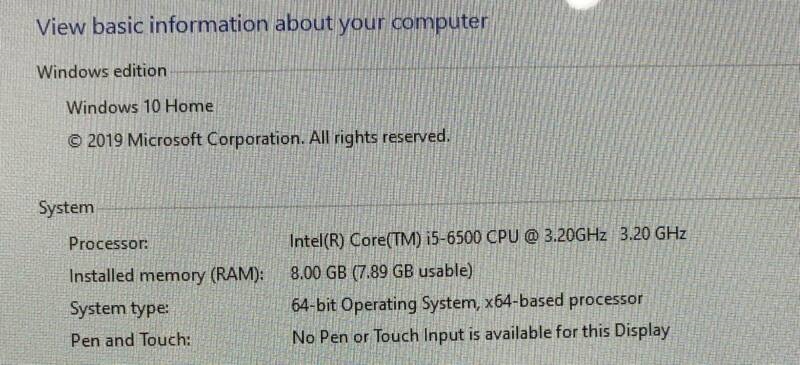 View basic information about your computer
Windows edition
Windows 10 Home
© 2019 Microsoft Corporation. All rights reserved.
System
Processor: Intel(R) Core(TM) i5-6500 CPU @ 3.20GHz 3.20 GHz
Installed memory (RAM): 8.00 GB (7.89 GB usable)
System type: 64-bit Operating System, x64-based processor
Pen and Touch: No Pen or Touch Input is available for this Display